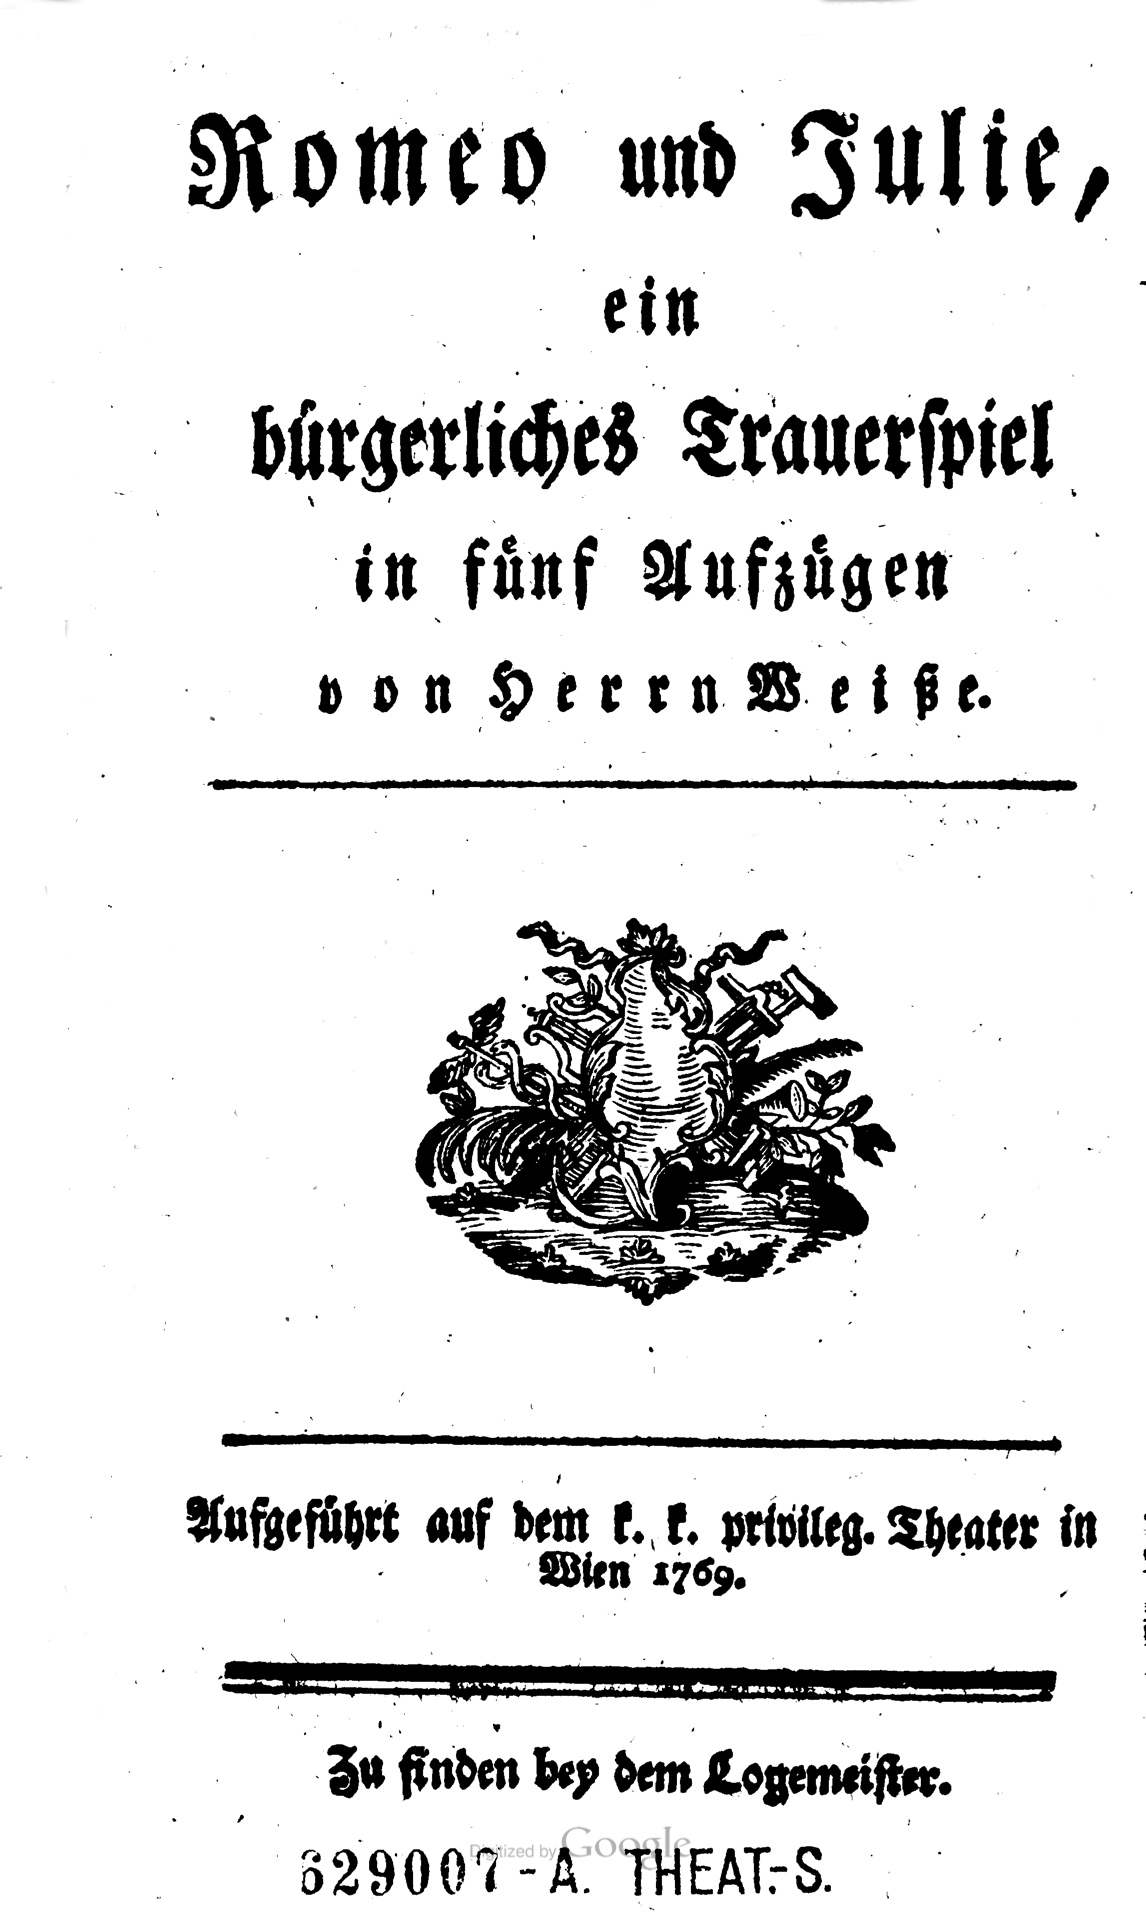 Romeo und Julie,
ein
bürgerliches Trauerspiel
in fünf Aufzügen
von Herrn Weiße.
Aufgeführt auf dem k. k. privileg. Theater in
Wien 1769.
Zu finden bey dem Logemeister.
Digitized by Google
629007-A. THEAT.-S.